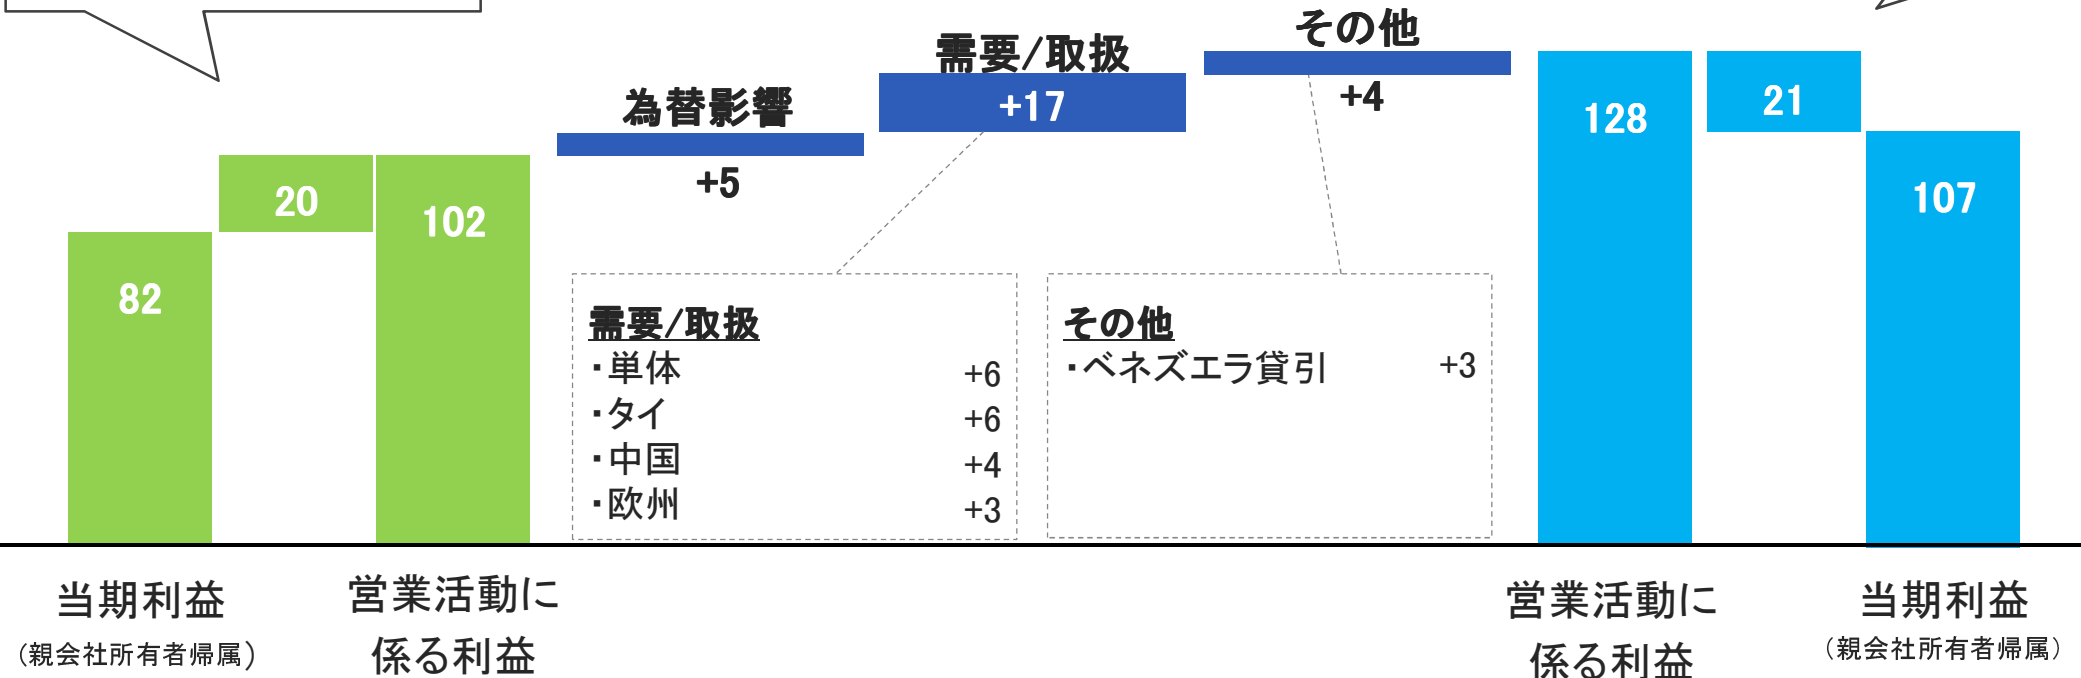 その他
需要/取扱
+17
+4
為替影響
+5
20
102
82
128
21
107
需要/取扱
・単体 +6
・タイ +6
・中国 +4
・欧州 +3
その他
・ベネズエラ貸引 +3
当期利益
（親会社所有者帰属）
営業活動に
係る利益
営業活動に
係る利益
当期利益
（親会社所有者帰属）